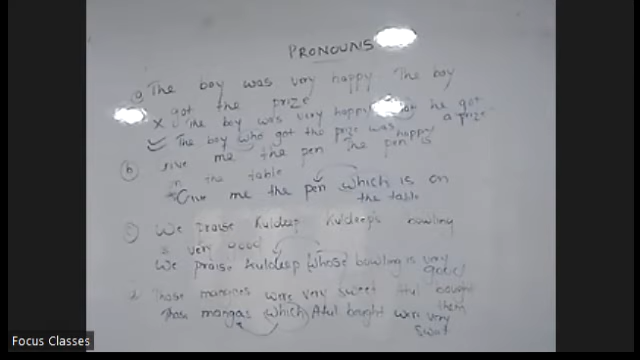 PRONOUNS
a) The boy was very happy. The boy
got the prize
x The boy was very happy he got
a prize.
The boy who got the prize was happy
b) Give me the pen The pen is
in the table
Give me the pen which is on
the table
c) We praise Kuldeep Kuldeep's bowling
is very good
We praise Kuldeep whose bowling is very
good
d. Those mangoes were very sweet Atul bought
them
Those mangoes which Atul bought were very
sweet
Focus Classes